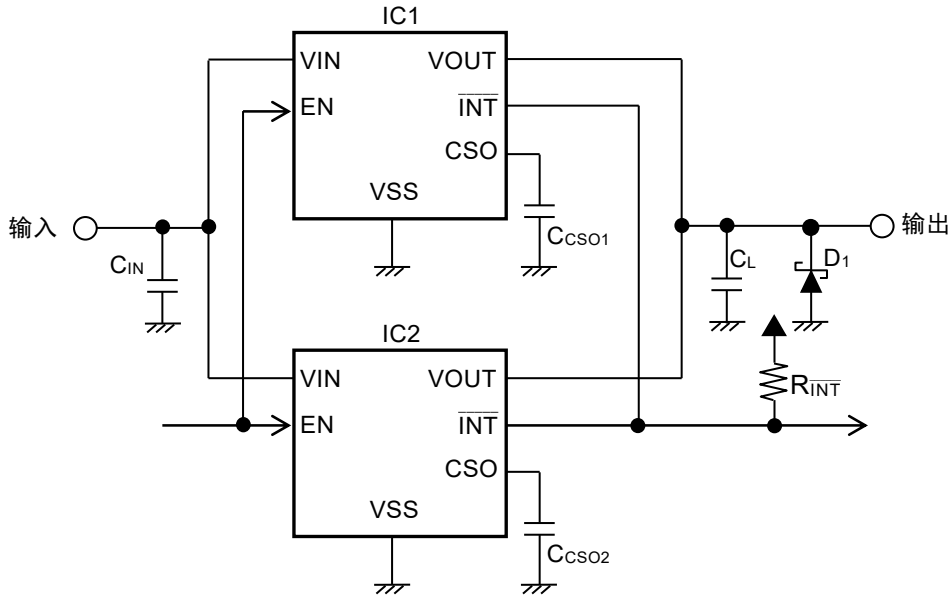 IC1
VIN
VOUT
EN
INT
CSO
VSS
输入
CIN
CCSO1
CL
D1
输出
IC2
VIN
VOUT
RINT
EN
INT
CSO
VSS
CCSO2